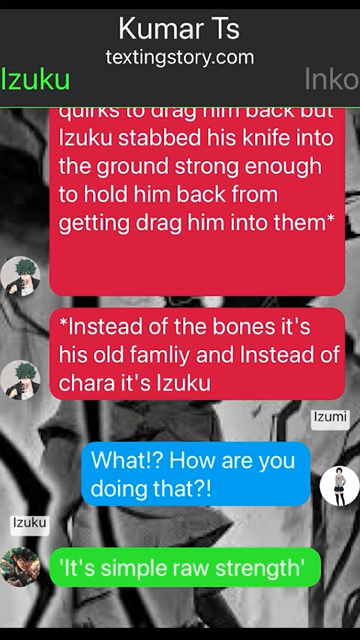 Kumar Ts
textingstory.com
Izuku
Inko
quirks to drag him back but
Izuku stabbed his knife into
the ground strong enough
to hold him back from
getting drag him into them*
*Instead of the bones it's
his old famliy and Instead of
chara it's Izuku
Izumi
What!? How are you
doing that?!
Izuku
'It's simple raw strength'